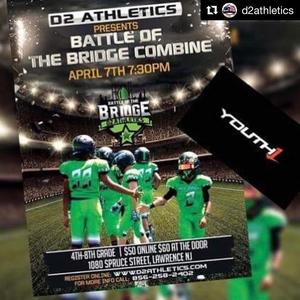 d2athletics
D2 ATHLETICS
PRESENTS
BATTLE OF
THE BRIDGE COMBINE
APRIL 7TH 7:30PM
BATTLE OF THE
BRIDGE
D2ATHLETICS
YOUTH1
4TH-8TH GRADE | $50 ONLINE $60 AT THE DOOR
1080 SPRUCE STREET, LAWRENCE NJ
REGISTER ONLINE: WWW.D2ATHLETICS.COM
FOR MORE INFO CALL: 856-258-2402